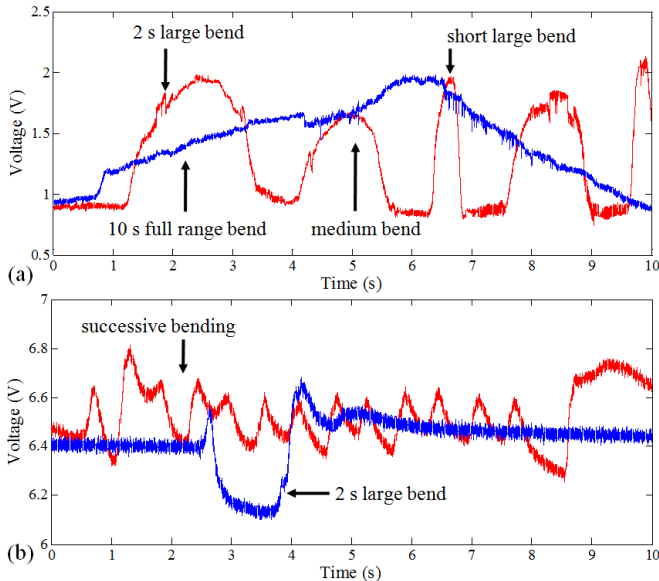 2 s large bend
short large bend
2.5
2
1.5
1
0.5
Voltage (V)
10 s full range bend
medium bend
0 1 2 3 4 5 6 7 8 9 10
Time (s)
(a)
successive bending
7
6.8
6.6
6.4
6.2
6
Voltage (V)
2 s large bend
0 1 2 3 4 5 6 7 8 9 10
Time (s)
(b)